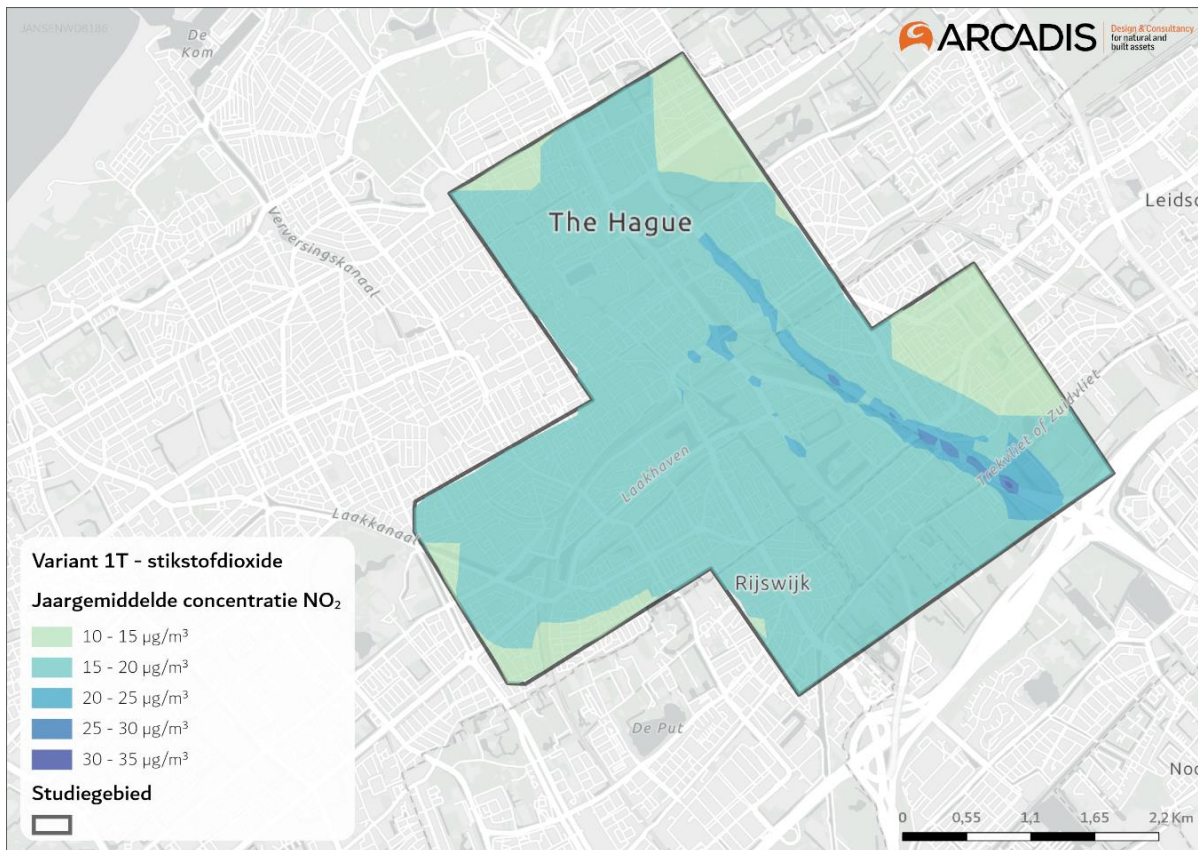 JANSENW06186
De
Kom
ARCADIS
Design & Consultancy
for natural and
built assets
Leidsc
The Hague
Verversingskanaal
Trekvliet of Zuidvliet
Laakhaven
Laakkanaal
Rijswijk
De Put
Noo
Variant 1T - stikstofdioxide
Jaargemiddelde concentratie NO₂
10 - 15 µg/m³
15 - 20 µg/m³
20 - 25 µg/m³
25 - 30 µg/m³
30 - 35 µg/m³
Studiegebied
0 0,55 1,1 1,65 2,2 Km